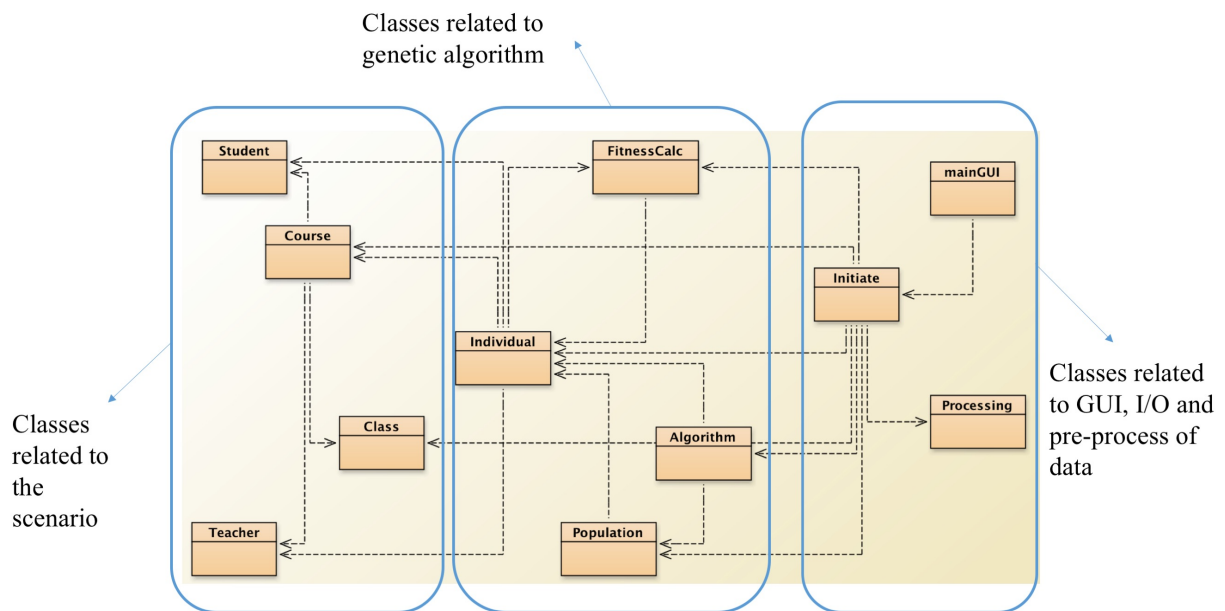 Classes related to
genetic algorithm
Student
FitnessCalc
mainGUI
Course
Initiate
Individual
Classes related
to GUI, I/O and
pre-process of
data
Processing
Classes
related to
the
scenario
Class
Algorithm
Teacher
Population